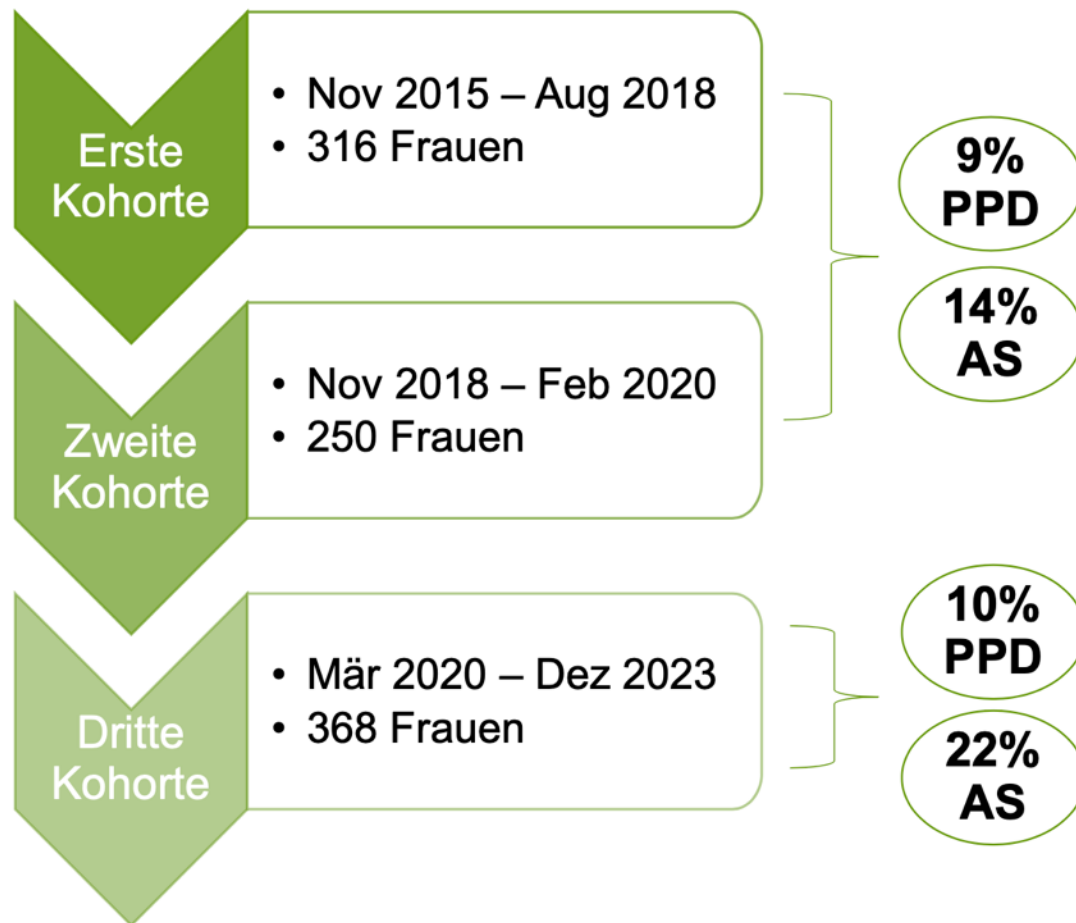 Erste
Kohorte
• Nov 2015 – Aug 2018
• 316 Frauen
9%
PPD
14%
AS
Zweite
Kohorte
• Nov 2018 – Feb 2020
• 250 Frauen
Dritte
Kohorte
• Mär 2020 – Dez 2023
• 368 Frauen
10%
PPD
22%
AS